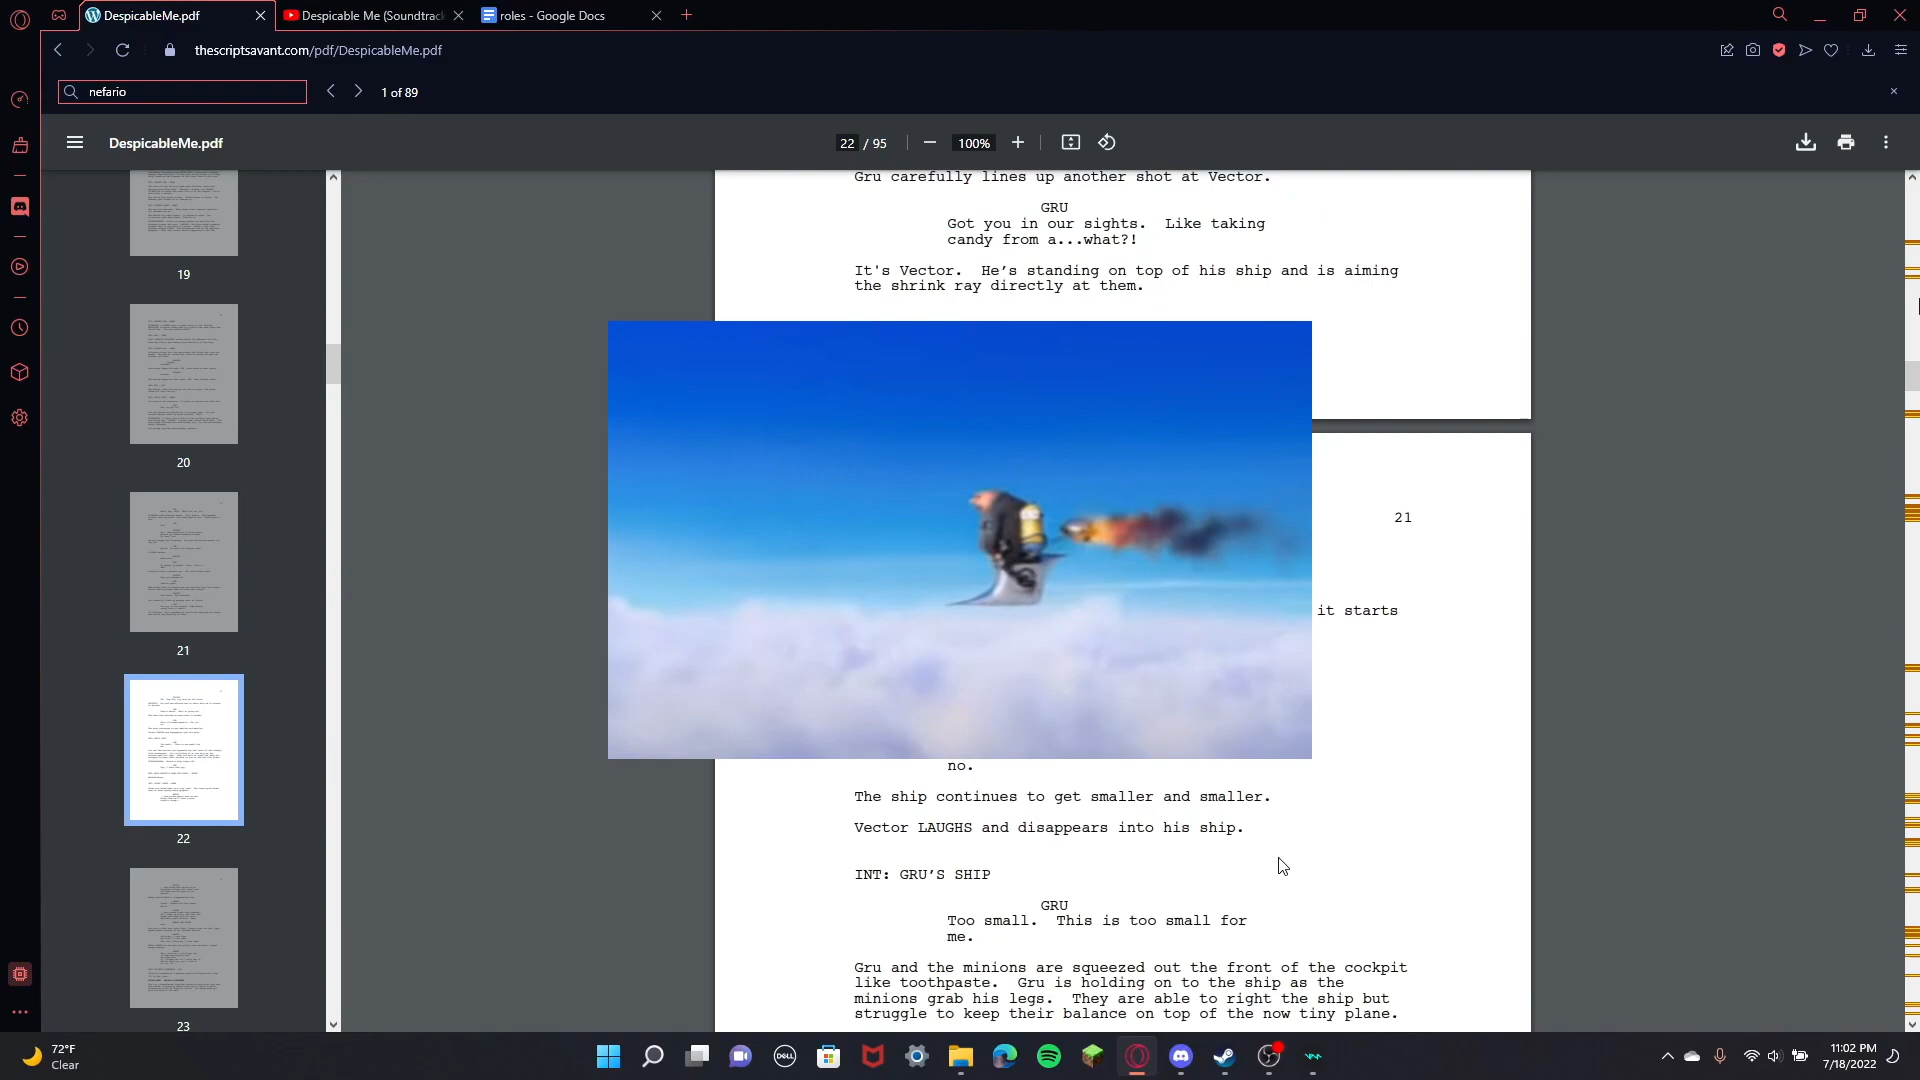 DespicableMe.pdf
Despicable Me (Soundtrack
roles - Google Docs
thescriptsavant.com/pdf/DespicableMe.pdf
nefario
1 of 89
DespicableMe.pdf
22 / 95
100%
19
20
21
22
23
Gru carefully lines up another shot at Vector.
GRU
Got you in our sights. Like taking
candy from a...what?!
It's Vector. He's standing on top of his ship and is aiming
the shrink ray directly at them.
21
it starts
no.
The ship continues to get smaller and smaller.
Vector LAUGHS and disappears into his ship.
INT: GRU'S SHIP
GRU
Too small. This is too small for
me.
Gru and the minions are squeezed out the front of the cockpit
like toothpaste. Gru is holding on to the ship as the
minions grab his legs. They are able to right the ship but
struggle to keep their balance on top of the now tiny plane.
72°F
Clear
DELL
11:02 PM
7/18/2022